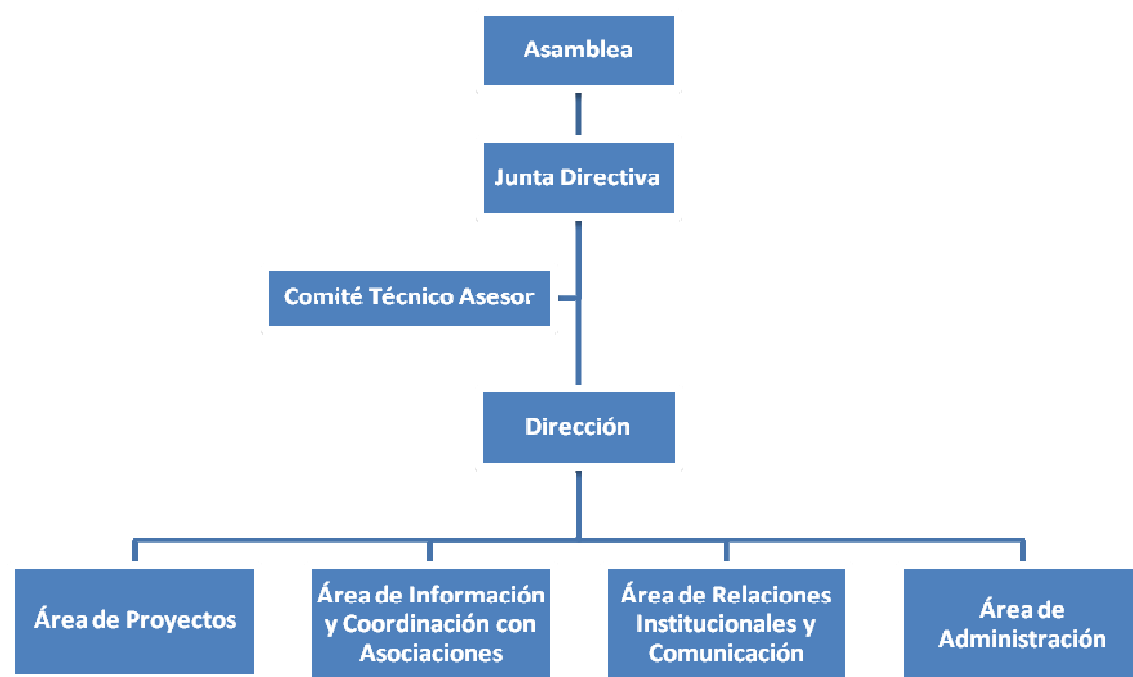 Asamblea
Junta Directiva
Comité Técnico Asesor
Dirección
Área de Proyectos
Área de Información
y Coordinación con
Asociaciones
Área de Relaciones
Institucionales y
Comunicación
Área de
Administración